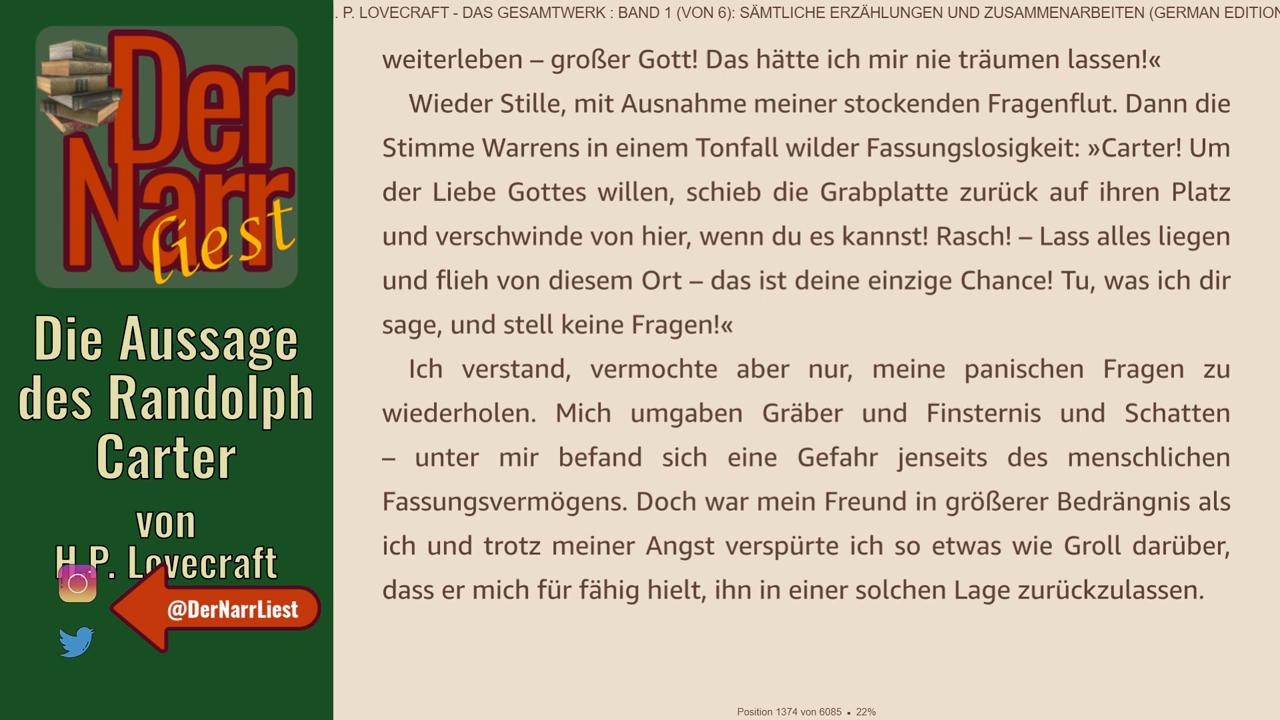 Der
Narr
liest
Die Aussage
des Randolph
Carter
von
H.P. Lovecraft
@DerNarrLiest
. P. LOVECRAFT - DAS GESAMTWERK : BAND 1 (VON 6): SÄMTLICHE ERZÄHLUNGEN UND ZUSAMMENARBEITEN (GERMAN EDITION
weiterleben – großer Gott! Das hätte ich mir nie träumen lassen!«
Wieder Stille, mit Ausnahme meiner stockenden Fragenflut. Dann die
Stimme Warrens in einem Tonfall wilder Fassungslosigkeit: »Carter! Um
der Liebe Gottes willen, schieb die Grabplatte zurück auf ihren Platz
und verschwinde von hier, wenn du es kannst! Rasch! – Lass alles liegen
und flieh von diesem Ort – das ist deine einzige Chance! Tu, was ich dir
sage, und stell keine Fragen!«
Ich verstand, vermochte aber nur, meine panischen Fragen zu
wiederholen. Mich umgaben Gräber und Finsternis und Schatten
– unter mir befand sich eine Gefahr jenseits des menschlichen
Fassungsvermögens. Doch war mein Freund in größerer Bedrängnis als
ich und trotz meiner Angst verspürte ich so etwas wie Groll darüber,
dass er mich für fähig hielt, ihn in einer solchen Lage zurückzulassen.
Position 1374 von 6085 • 22%